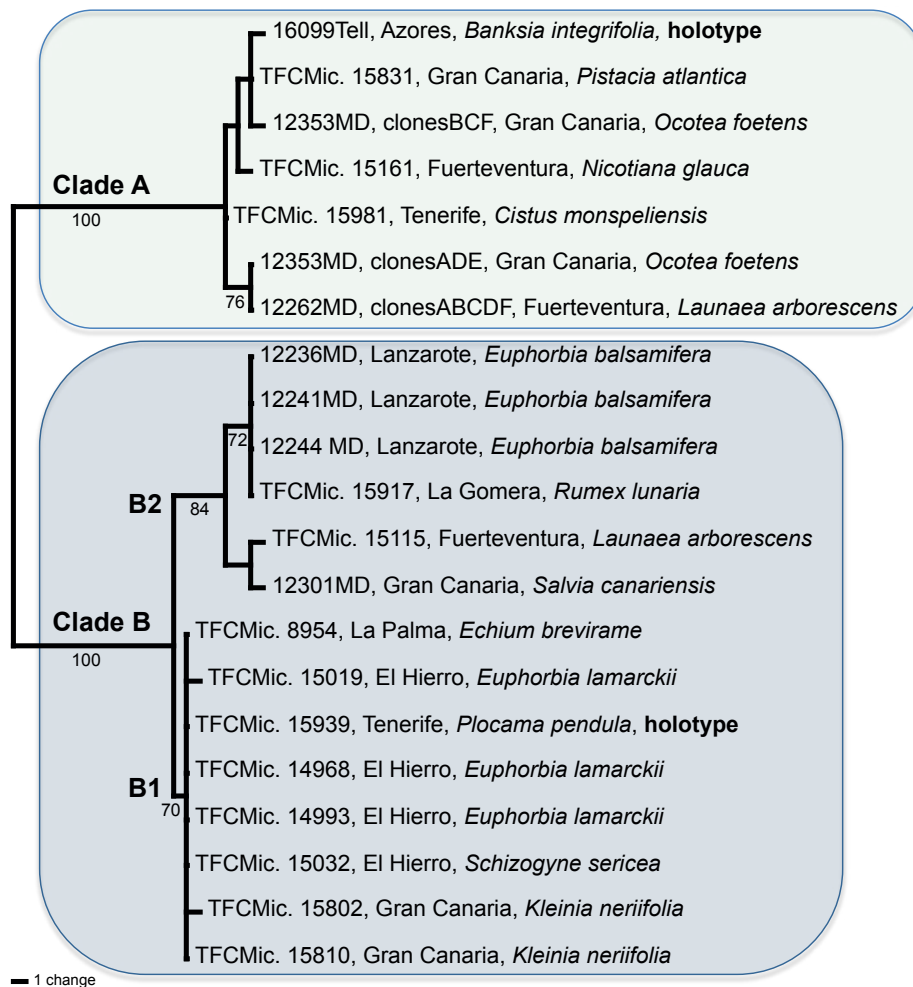 16099Tell, Azores, Banksia integrifolia, holotype
TFCMic. 15831, Gran Canaria, Pistacia atlantica
12353MD, clonesBCF, Gran Canaria, Ocotea foetens
TFCMic. 15161, Fuerteventura, Nicotiana glauca
Clade A
100
TFCMic. 15981, Tenerife, Cistus monspeliensis
12353MD, clonesADE, Gran Canaria, Ocotea foetens
76
12262MD, clonesABCDF, Fuerteventura, Launaea arborescens
12236MD, Lanzarote, Euphorbia balsamifera
12241MD, Lanzarote, Euphorbia balsamifera
72
12244 MD, Lanzarote, Euphorbia balsamifera
TFCMic. 15917, La Gomera, Rumex lunaria
B2
84
TFCMic. 15115, Fuerteventura, Launaea arborescens
12301MD, Gran Canaria, Salvia canariensis
Clade B
100
TFCMic. 8954, La Palma, Echium brevirame
TFCMic. 15019, El Hierro, Euphorbia lamarckii
TFCMic. 15939, Tenerife, Plocama pendula, holotype
TFCMic. 14968, El Hierro, Euphorbia lamarckii
B1
70
TFCMic. 14993, El Hierro, Euphorbia lamarckii
TFCMic. 15032, El Hierro, Schizogyne sericea
TFCMic. 15802, Gran Canaria, Kleinia neriifolia
TFCMic. 15810, Gran Canaria, Kleinia neriifolia
1 change